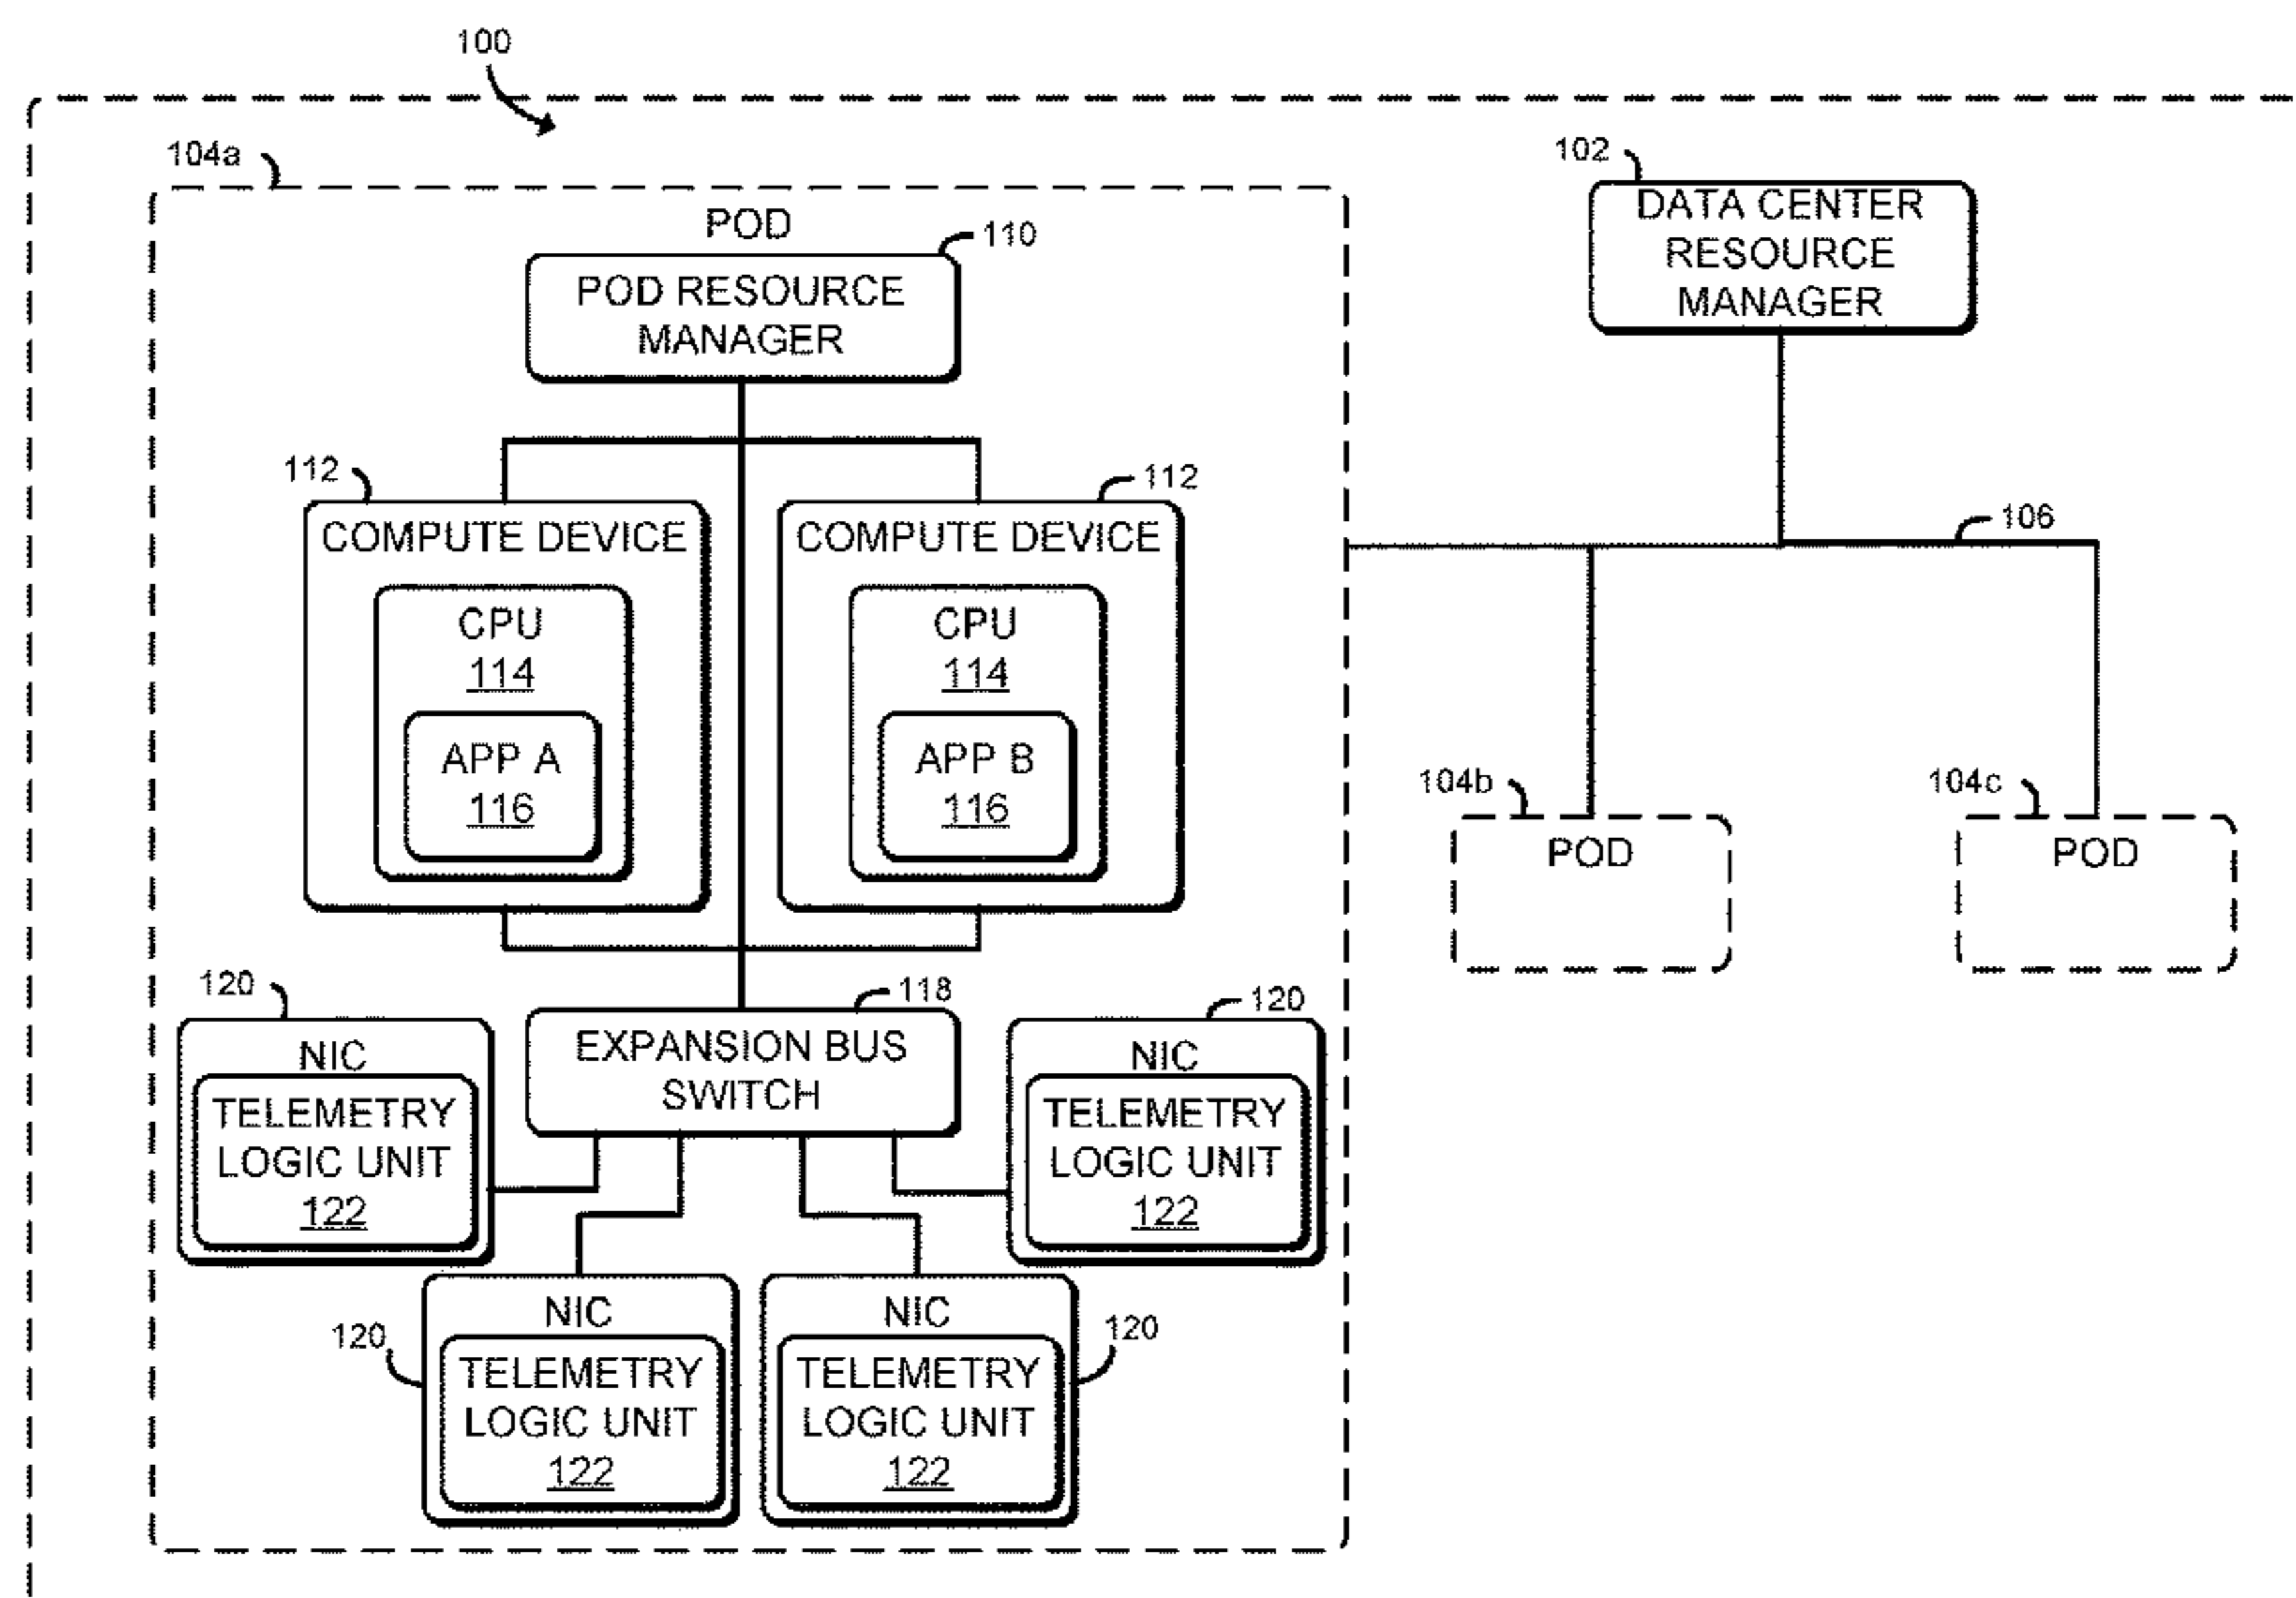 100
104a
102
POD
110
POD RESOURCE
MANAGER
DATA CENTER
RESOURCE
MANAGER
112
112
COMPUTE DEVICE
COMPUTE DEVICE
106
CPU
114
CPU
114
APP A
116
APP B
116
104b
104c
POD
POD
120
118
120
NIC
EXPANSION BUS
SWITCH
NIC
TELEMETRY
LOGIC UNIT
122
TELEMETRY
LOGIC UNIT
122
120
NIC
NIC
120
TELEMETRY
LOGIC UNIT
122
TELEMETRY
LOGIC UNIT
122